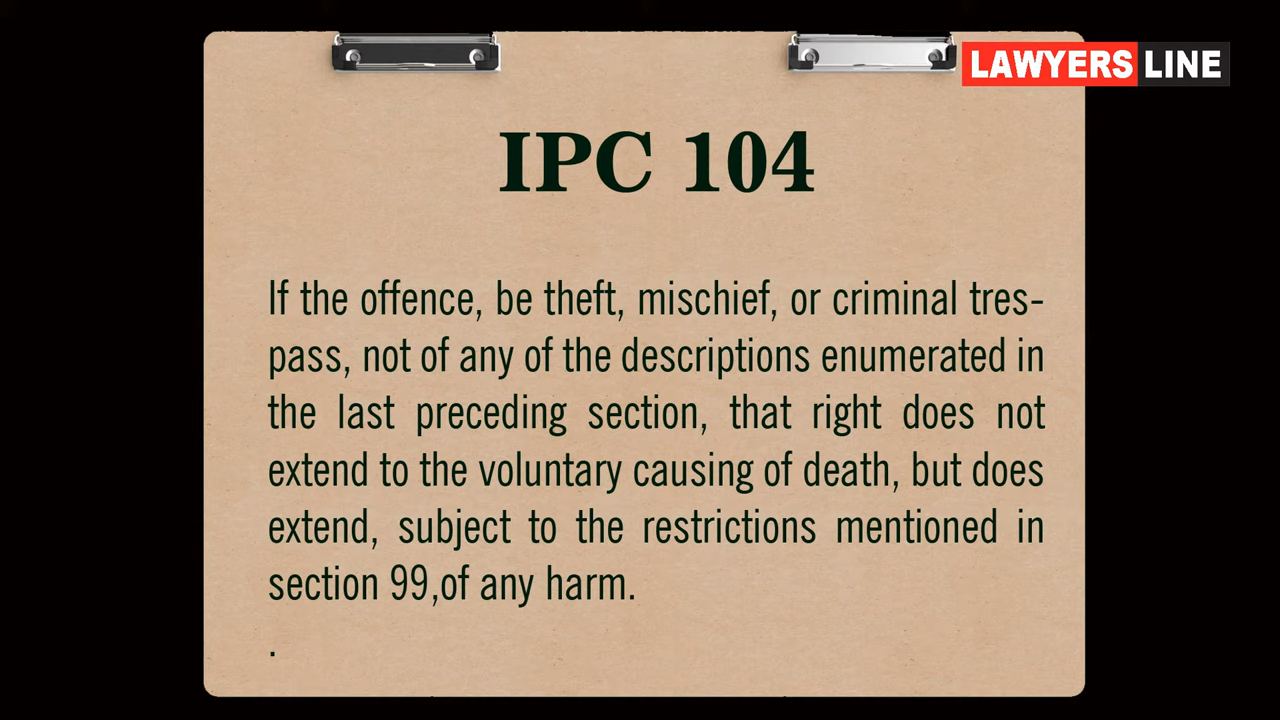 LAWYERS LINE
IPC 104
If the offence, be theft, mischief, or criminal tres-
pass, not of any of the descriptions enumerated in
the last preceding section, that right does not
extend to the voluntary causing of death, but does
extend, subject to the restrictions mentioned in
section 99,of any harm.
.